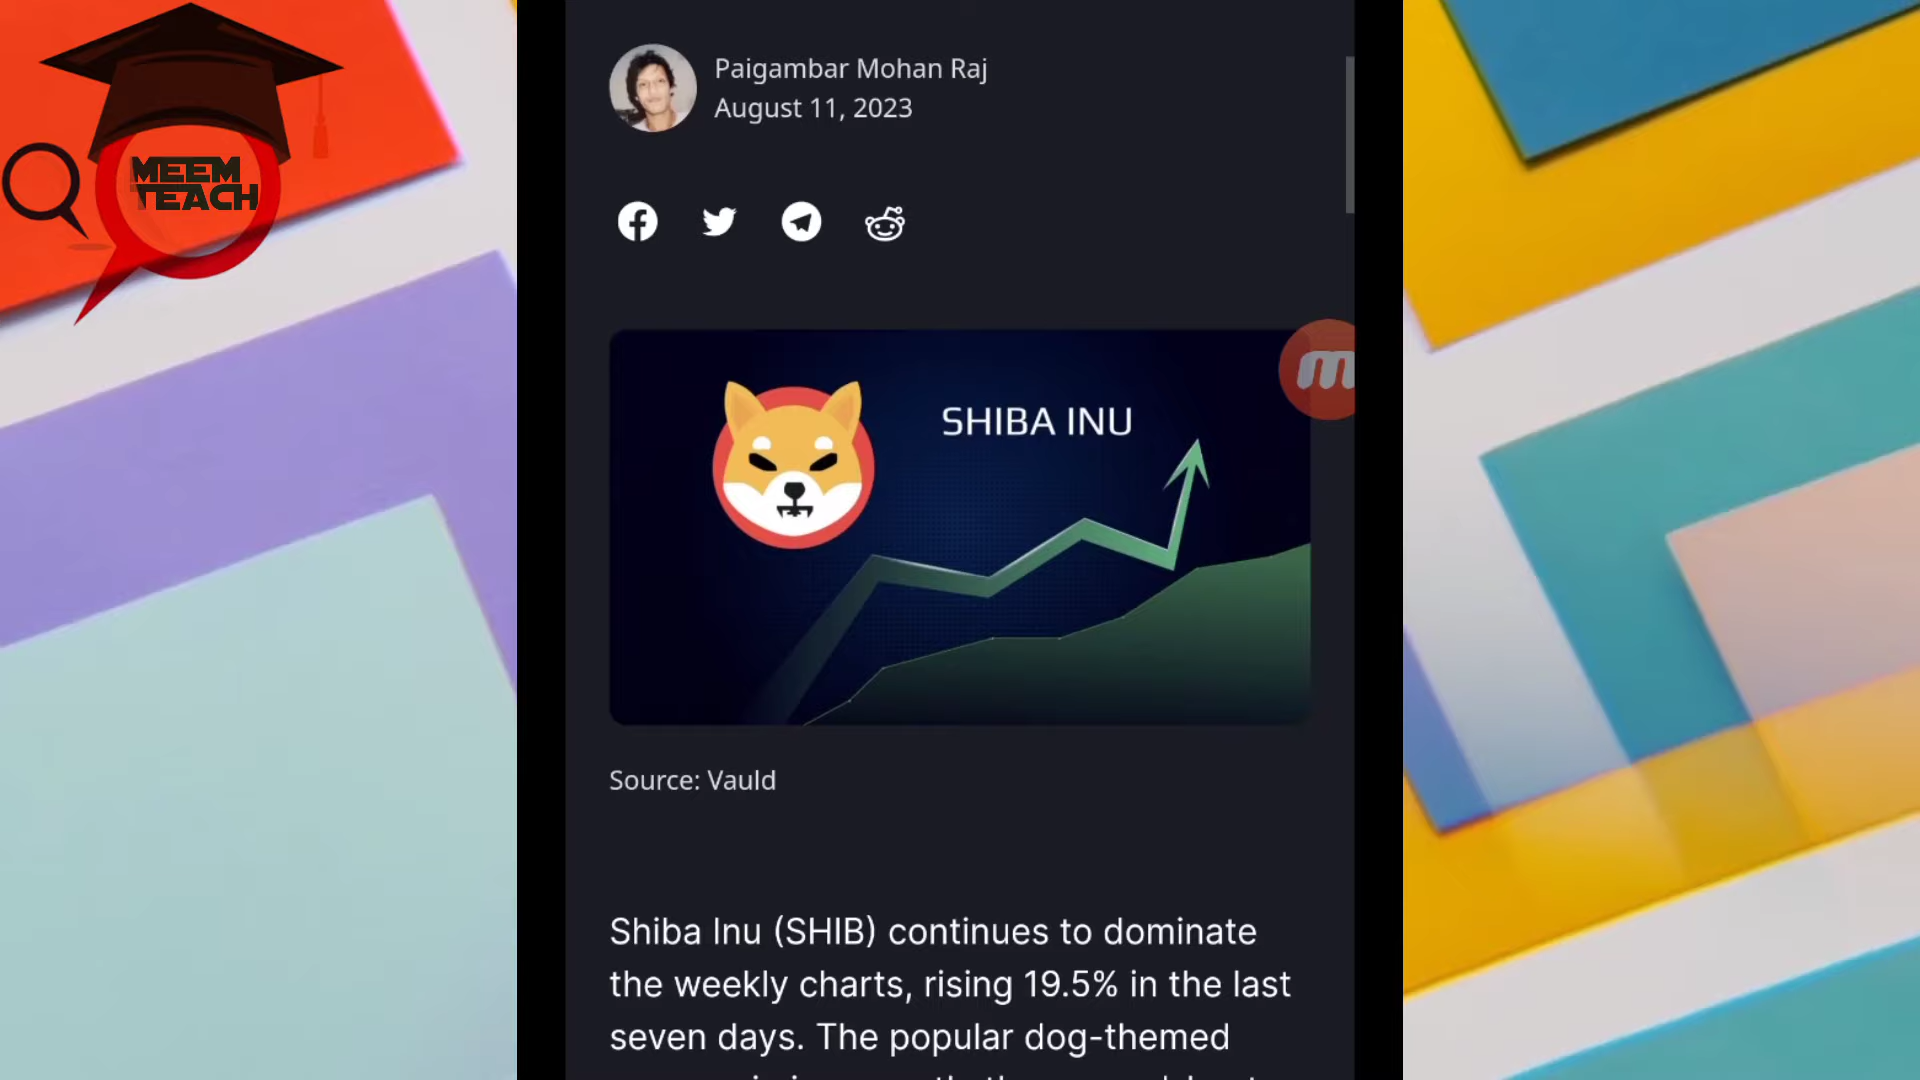 MEEM
TEACH
Paigambar Mohan Raj
August 11, 2023
SHIBA INU
m
Source: Vauld
Shiba Inu (SHIB) continues to dominate
the weekly charts, rising 19.5% in the last
seven days. The popular dog-themed